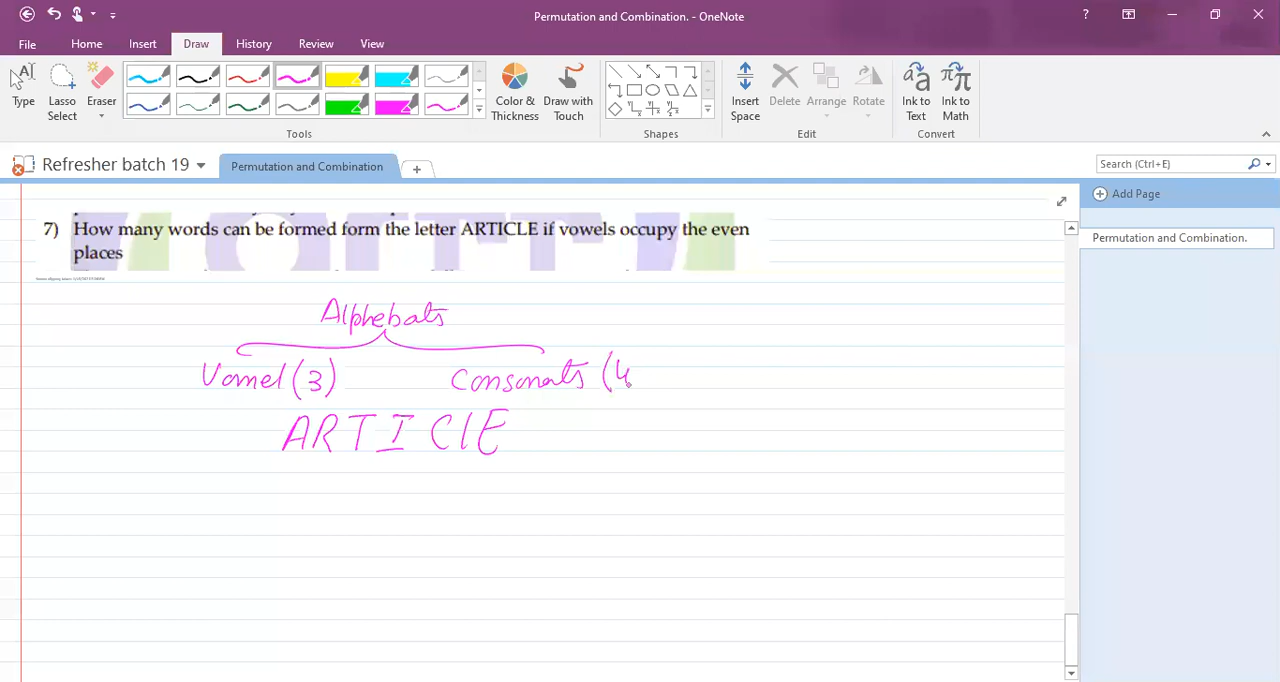 Permutation and Combination. - OneNote
?
File Home Insert Draw History Review View
Type
Lasso Select
Eraser
Color & Thickness
Draw with Touch
Insert Space
Delete
Arrange
Rotate
Ink to Text
Ink to Math
Tools
Shapes
Edit
Convert
Refresher batch 19
Permutation and Combination
Search (Ctrl+E)
Add Page
Permutation and Combination.
7) How many words can be formed form the letter ARTICLE if vowels occupy the even
places
Alphebats
Vowel (3) Consonats (4
ARTICIE